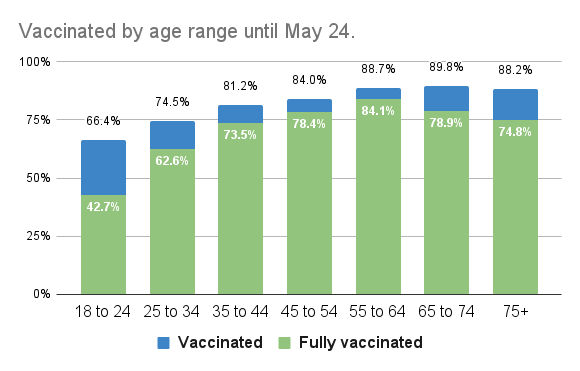 Vaccinated by age range until May 24.
100%
75%
50%
25%
0%
66.4%
74.5%
81.2%
84.0%
88.7%
89.8%
88.2%
42.7%
62.6%
73.5%
78.4%
84.1%
78.9%
74.8%
18 to 24
25 to 34
35 to 44
45 to 54
55 to 64
65 to 74
75+
Vaccinated
Fully vaccinated